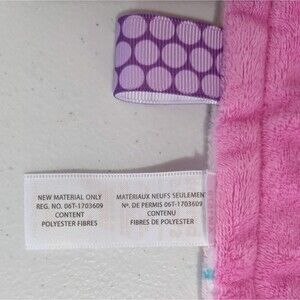 NEW MATERIAL ONLY
REG. NO. 06T-1703609
CONTENT
POLYESTER FIBRES
MATÉRIAUX NEUFS SEULEMEN
Nº. DE PERMIS 06T-1703609
CONTENU
FIBRES DE POLYESTER